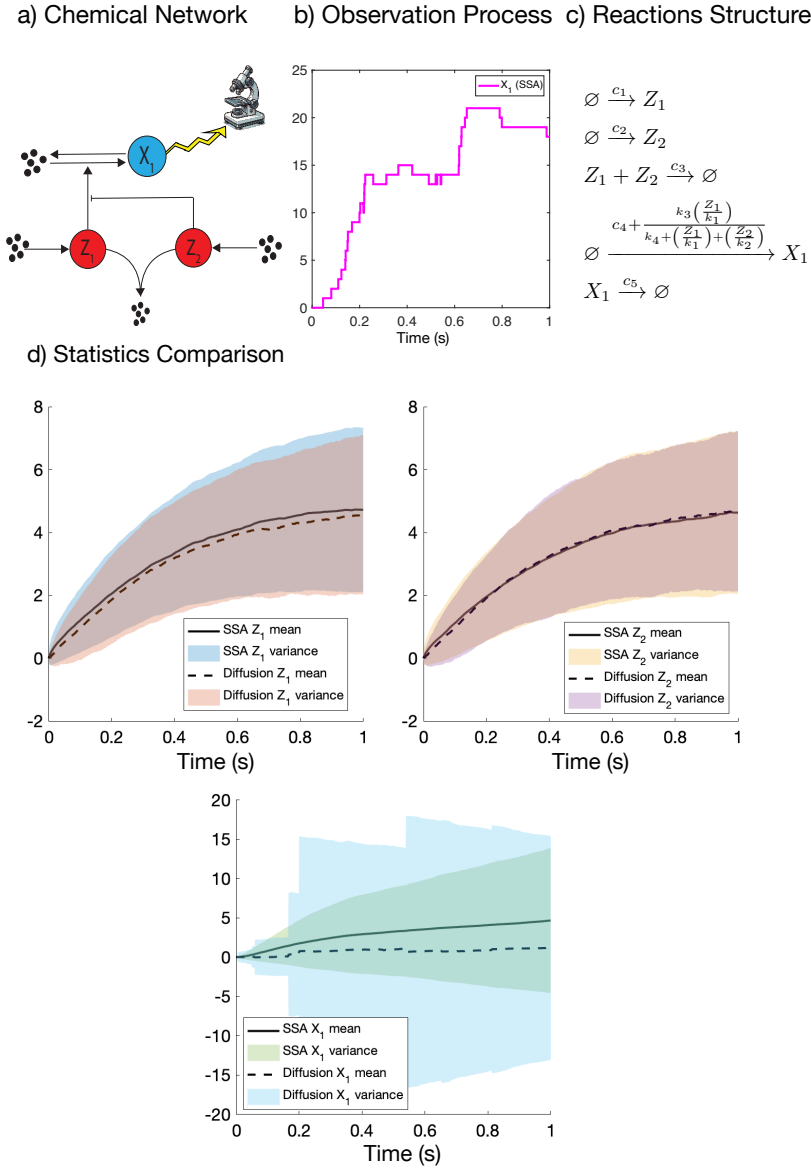 a) Chemical Network
b) Observation Process
c) Reactions Structure
X₁
Z₁
Z₂
25
20
15
10
5
0
0
0.2
0.4
0.6
0.8
1
Time (s)
X₁ (SSA)
∅ —c₁→ Z₁
∅ —c₂→ Z₂
Z₁ + Z₂ —c₃→ ∅
∅ —c₄ + k₃(Z₁/k₁) / (k₄ + (Z₁/k₁) + (Z₂/k₂))→ X₁
X₁ —c₅→ ∅
d) Statistics Comparison
8
6
4
2
0
-2
0
0.2
0.4
0.6
0.8
1
Time (s)
SSA Z₁ mean
SSA Z₁ variance
Diffusion Z₁ mean
Diffusion Z₁ variance
8
6
4
2
0
-2
0
0.2
0.4
0.6
0.8
1
Time (s)
SSA Z₂ mean
SSA Z₂ variance
Diffusion Z₂ mean
Diffusion Z₂ variance
20
15
10
5
0
-5
-10
-15
-20
0
0.2
0.4
0.6
0.8
1
Time (s)
SSA X₁ mean
SSA X₁ variance
Diffusion X₁ mean
Diffusion X₁ variance